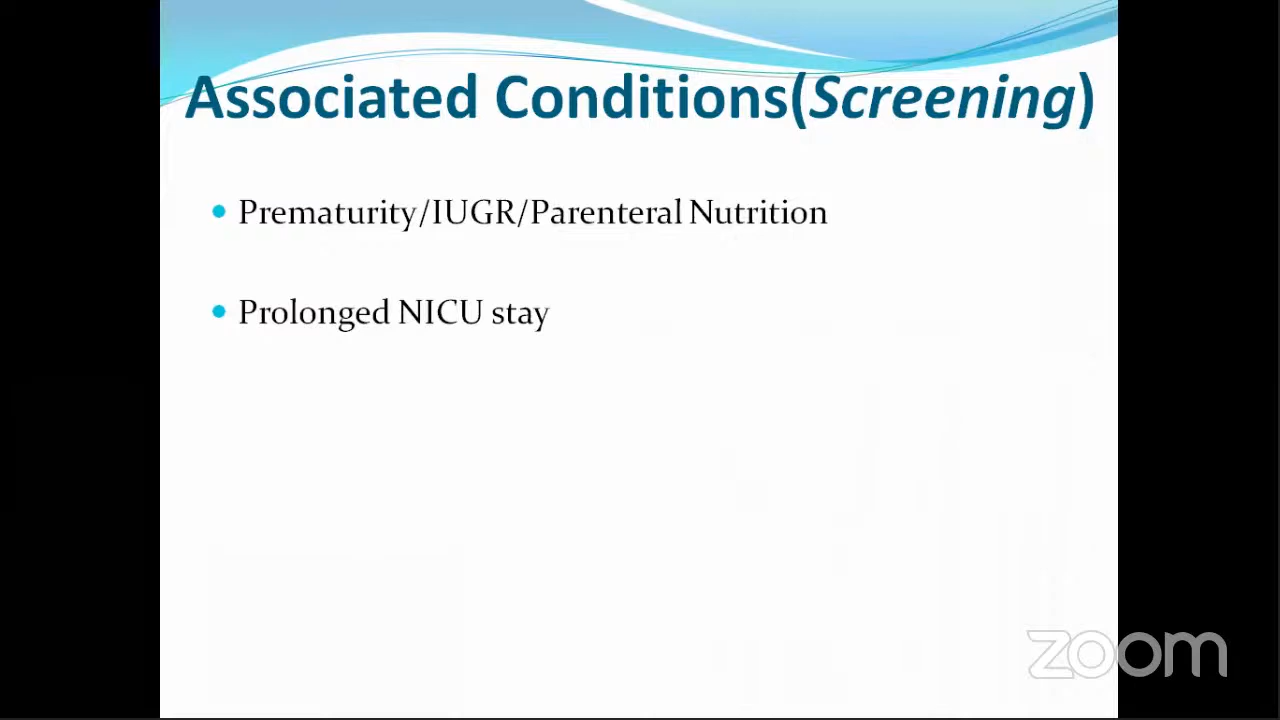 Associated Conditions(Screening)
Prematurity/IUGR/Parenteral Nutrition
Prolonged NICU stay
zoom